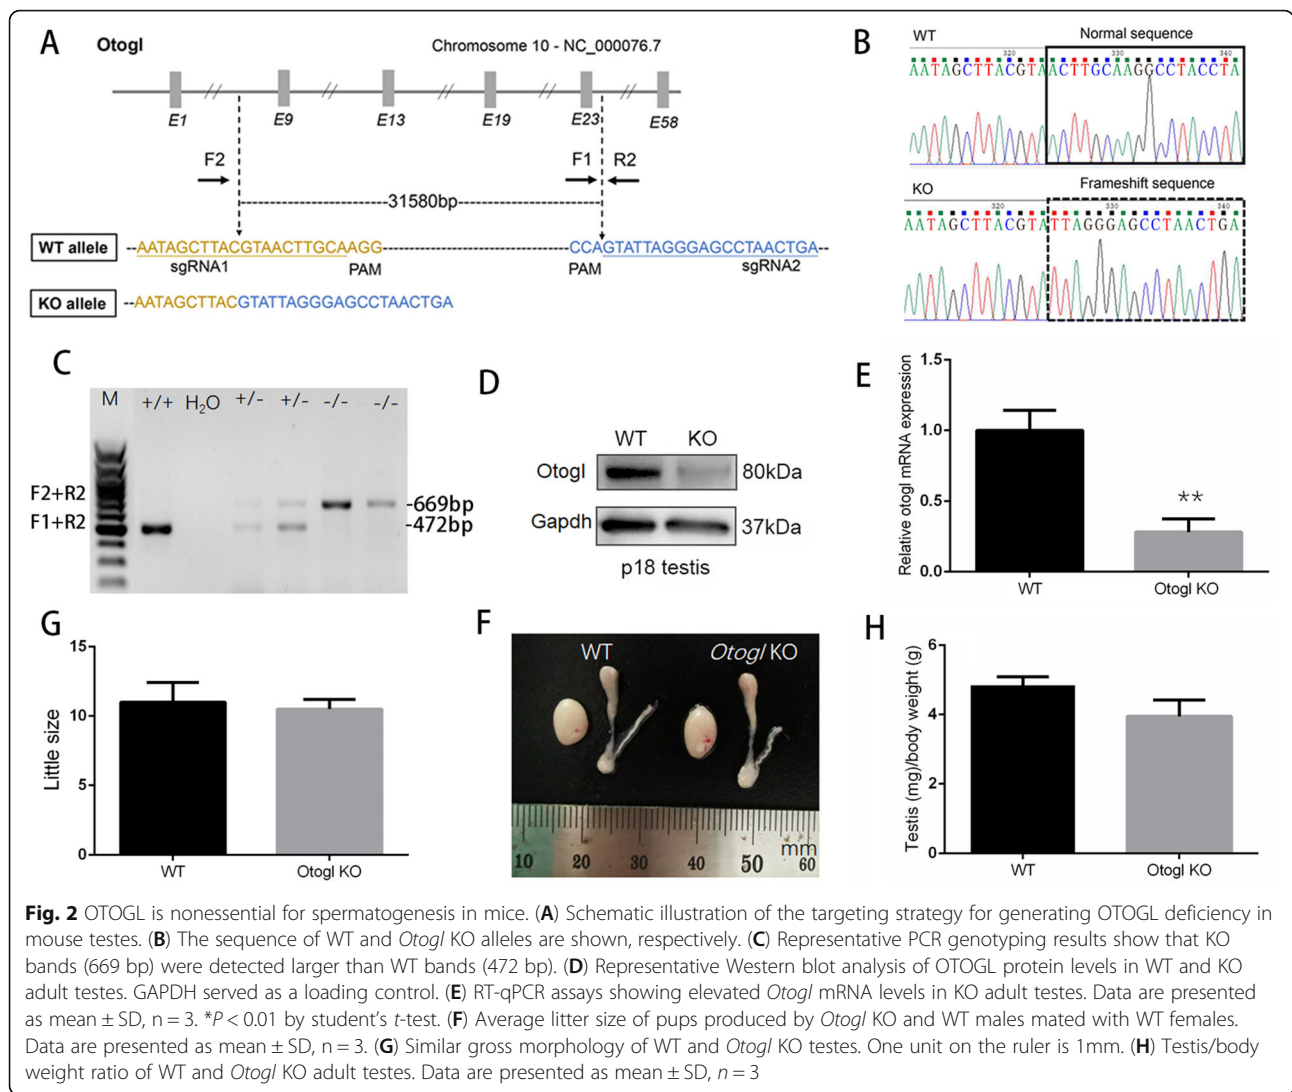 A
Otogl
Chromosome 10 - NC_000076.7
E1
E9
E13
E19
E23
E58
F2
F1
R2
31580bp
WT allele
--AATAGCTTACGTAACTTGCAAGG
CCAGTATTAGGGAGCCTAACTGA--
sgRNA1
PAM
PAM
sgRNA2
KO allele
--AATAGCTTACGTATTAGGGAGCCTAACTGA
B
WT
Normal sequence
320
330
340
AATAGCTTACGTAACTTGCAAGGCCTACCTA
KO
Frameshift sequence
320
330
340
AATAGCTTACGTATTAGGGAGCCTAACTGA
C
M
+/+
H2O
+/-
+/-
-/-
-/-
F2+R2
F1+R2
-669bp
-472bp
D
WT
KO
Otogl
80kDa
Gapdh
37kDa
p18 testis
E
Relative otogl mRNA expression
1.5
1.0
0.5
0.0
**
WT
Otogl KO
G
Little size
15
10
5
0
WT
Otogl KO
F
WT
Otogl KO
10 20 30 40 50 mm 60
H
Testis (mg)/body weight (g)
6
4
2
0
WT
Otogl KO
Fig. 2 OTOGL is nonessential for spermatogenesis in mice. (A) Schematic illustration of the targeting strategy for generating OTOGL deficiency in
mouse testes. (B) The sequence of WT and Otogl KO alleles are shown, respectively. (C) Representative PCR genotyping results show that KO
bands (669 bp) were detected larger than WT bands (472 bp). (D) Representative Western blot analysis of OTOGL protein levels in WT and KO
adult testes. GAPDH served as a loading control. (E) RT-qPCR assays showing elevated Otogl mRNA levels in KO adult testes. Data are presented
as mean ± SD, n = 3. *P < 0.01 by student's t-test. (F) Average litter size of pups produced by Otogl KO and WT males mated with WT females.
Data are presented as mean ± SD, n = 3. (G) Similar gross morphology of WT and Otogl KO testes. One unit on the ruler is 1mm. (H) Testis/body
weight ratio of WT and Otogl KO adult testes. Data are presented as mean ± SD, n = 3